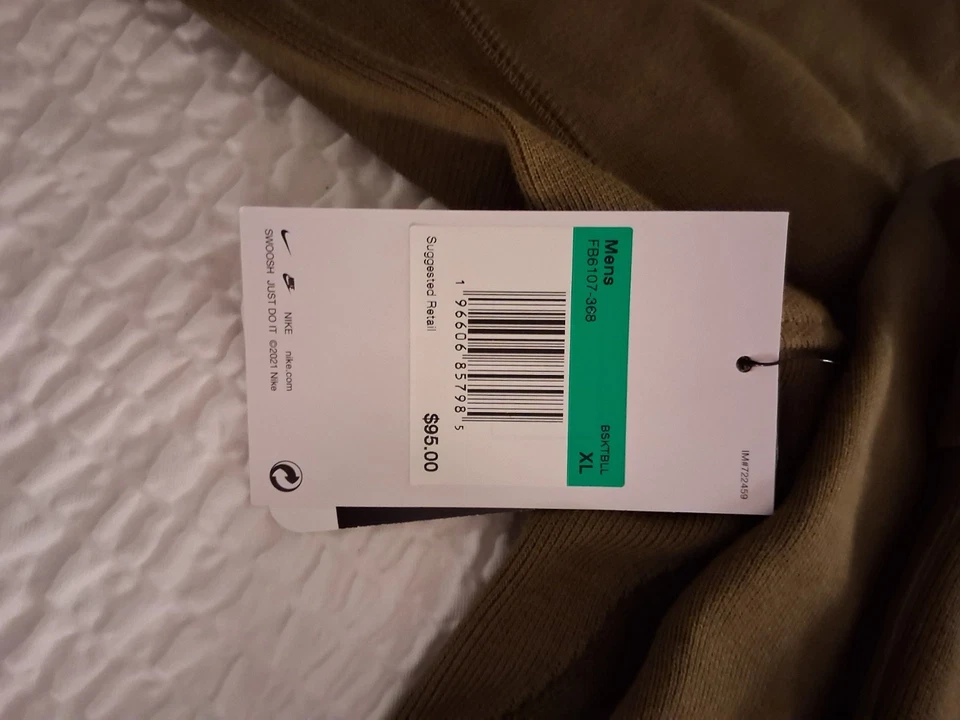 IM#722459
Mens
BSKTBLL
FB6107-368
XL
1 96606 85798 5
Suggested Retail
$95.00
NIKE nike.com
SWOOSH JUST DO IT ©2021 Nike